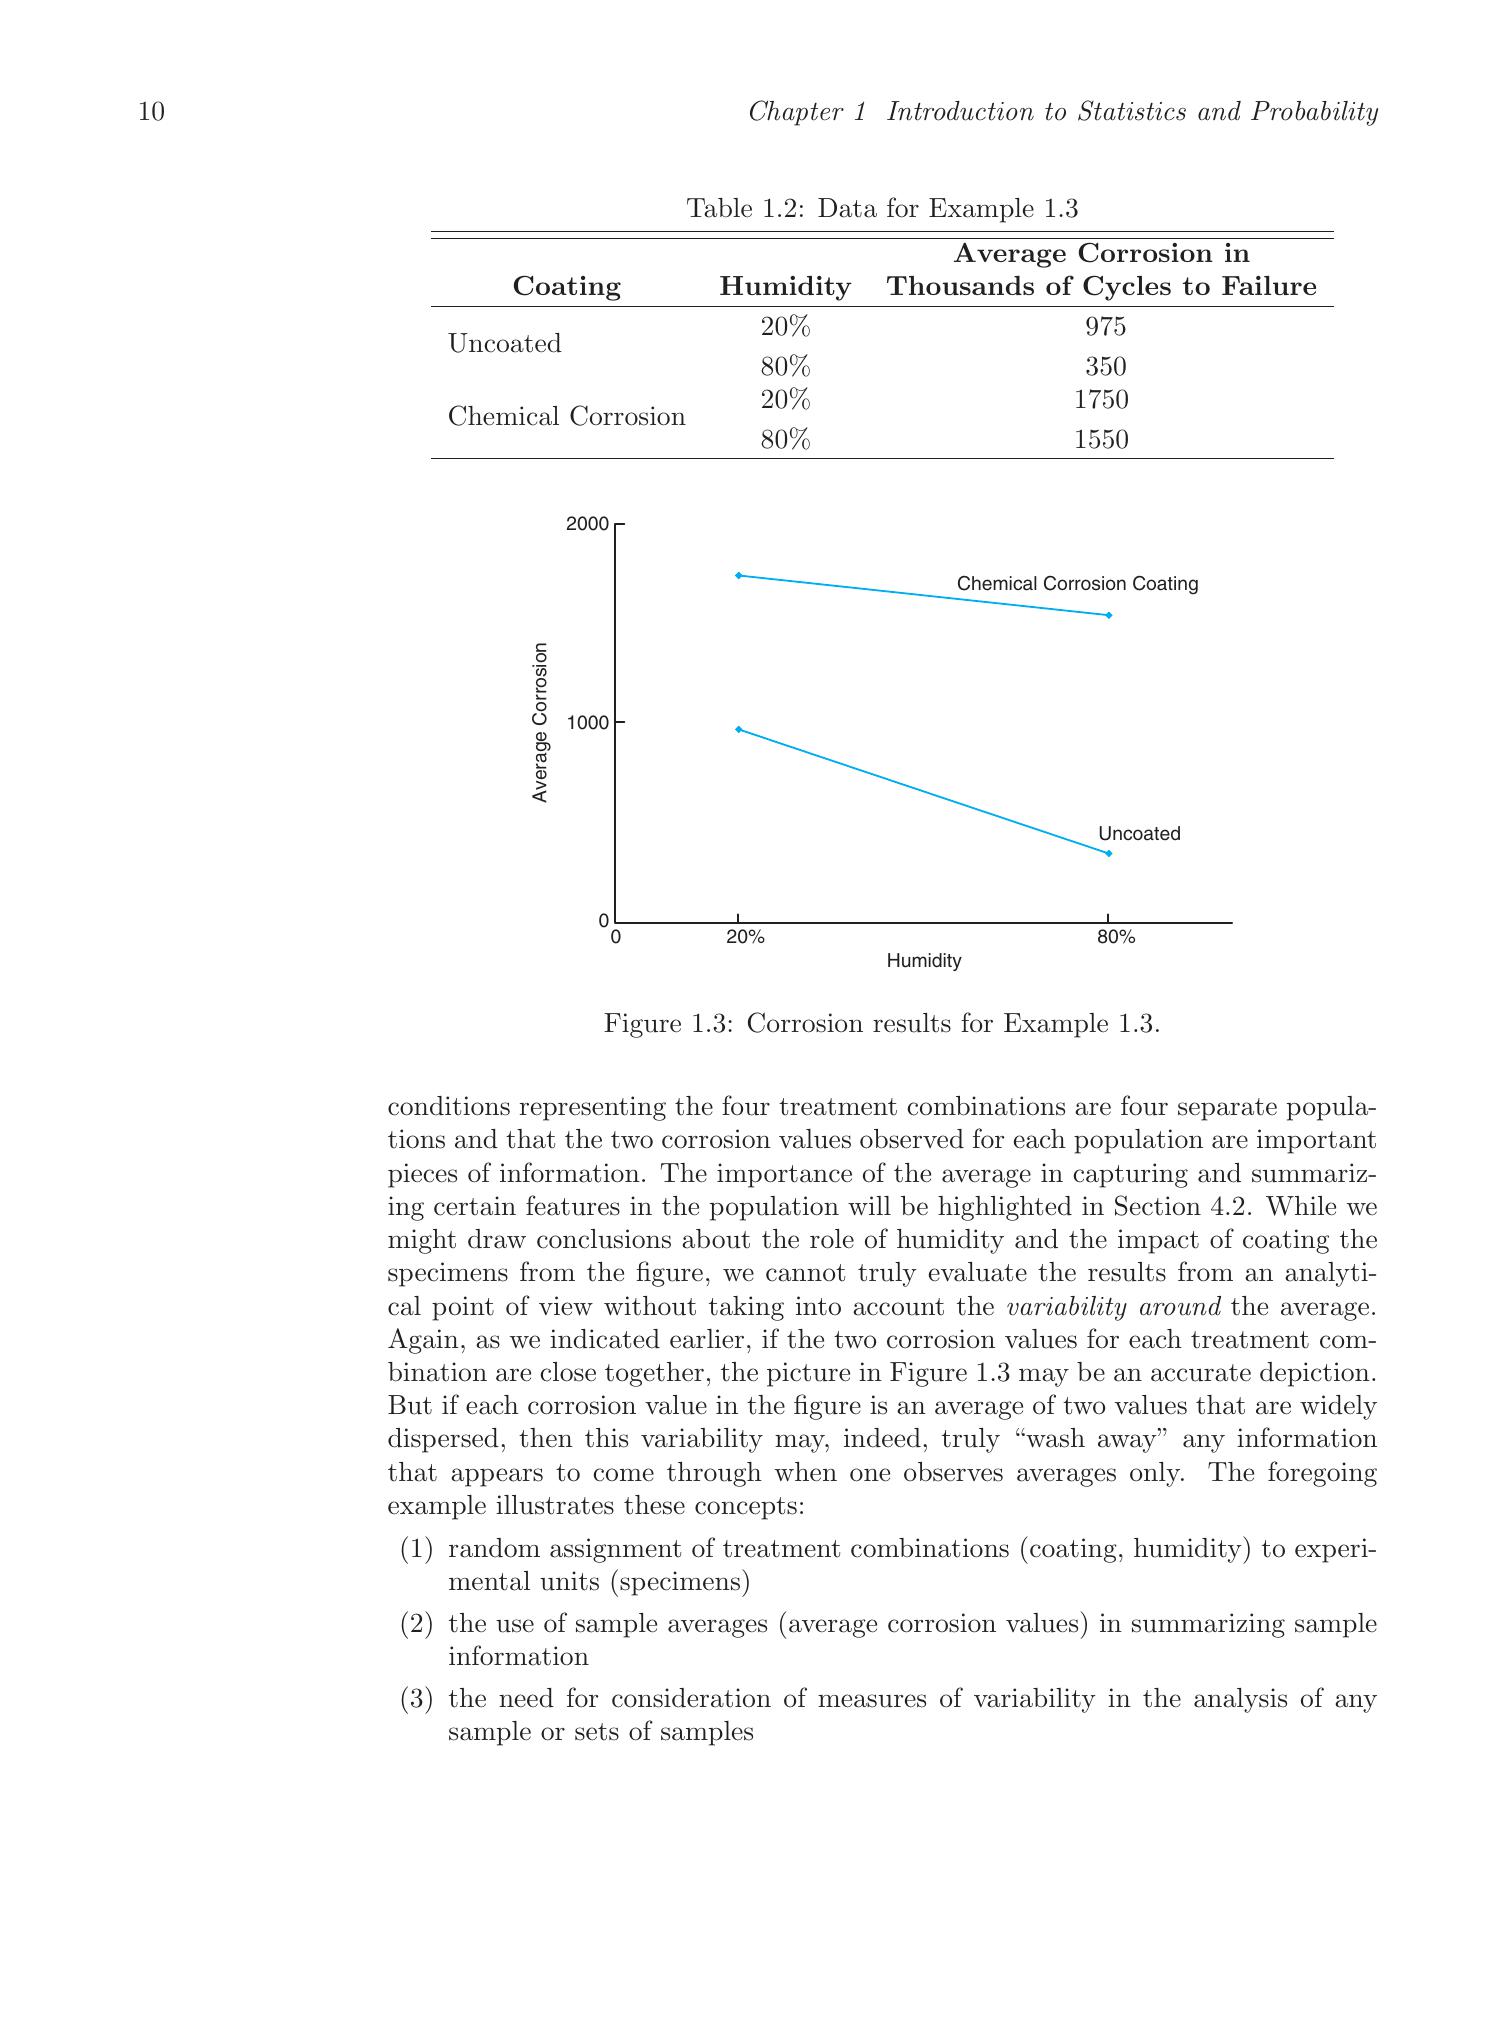 10 Chapter 1 Introduction to Statistics and Probability
Table 1.2: Data for Example 1.3
Average Corrosion in
Coating Humidity Thousands of Cycles to Failure
Uncoated
20% 975
80% 350
Chemical Corrosion
20% 1750
80% 1550
2000
Chemical Corrosion Coating
Average Corrosion
1000
Uncoated
0
0 20% 80%
Humidity
Figure 1.3: Corrosion results for Example 1.3.
conditions representing the four treatment combinations are four separate popula-
tions and that the two corrosion values observed for each population are important
pieces of information. The importance of the average in capturing and summariz-
ing certain features in the population will be highlighted in Section 4.2. While we
might draw conclusions about the role of humidity and the impact of coating the
specimens from the figure, we cannot truly evaluate the results from an analyti-
cal point of view without taking into account the variability around the average.
Again, as we indicated earlier, if the two corrosion values for each treatment com-
bination are close together, the picture in Figure 1.3 may be an accurate depiction.
But if each corrosion value in the figure is an average of two values that are widely
dispersed, then this variability may, indeed, truly “wash away” any information
that appears to come through when one observes averages only. The foregoing
example illustrates these concepts:
(1) random assignment of treatment combinations (coating, humidity) to experi-
mental units (specimens)
(2) the use of sample averages (average corrosion values) in summarizing sample
information
(3) the need for consideration of measures of variability in the analysis of any
sample or sets of samples